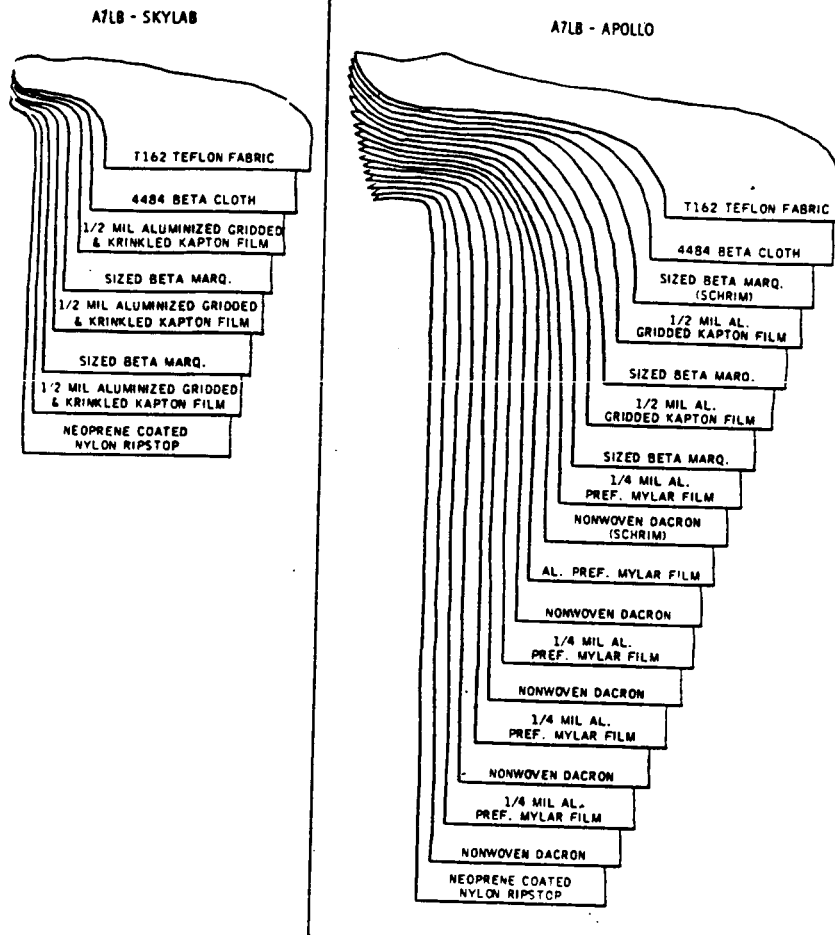 A7LB - SKYLAB
T162 TEFLON FABRIC
4484 BETA CLOTH
1/2 MIL ALUMINIZED GRIDDED
& KRINKLED KAPTON FILM
SIZED BETA MARQ.
1/2 MIL ALUMINIZED GRIDDED
& KRINKLED KAPTON FILM
SIZED BETA MARQ.
1/2 MIL ALUMINIZED GRIDDED
& KRINKLED KAPTON FILM
NEOPRENE COATED
NYLON RIPSTOP
A7LB - APOLLO
T162 TEFLON FABRIC
4484 BETA CLOTH
SIZED BETA MARQ.
(SCHRIM)
1/2 MIL AL.
GRIDDED KAPTON FILM
SIZED BETA MARQ.
1/2 MIL AL.
GRIDDED KAPTON FILM
SIZED BETA MARQ.
1/4 MIL AL.
PREF. MYLAR FILM
NONWOVEN DACRON
(SCHRIM)
AL. PREF. MYLAR FILM
NONWOVEN DACRON
1/4 MIL AL.
PREF. MYLAR FILM
NONWOVEN DACRON
1/4 MIL AL.
PREF. MYLAR FILM
NONWOVEN DACRON
1/4 MIL AL.
PREF. MYLAR FILM
NONWOVEN DACRON
NEOPRENE COATED
NYLON RIPSTOP